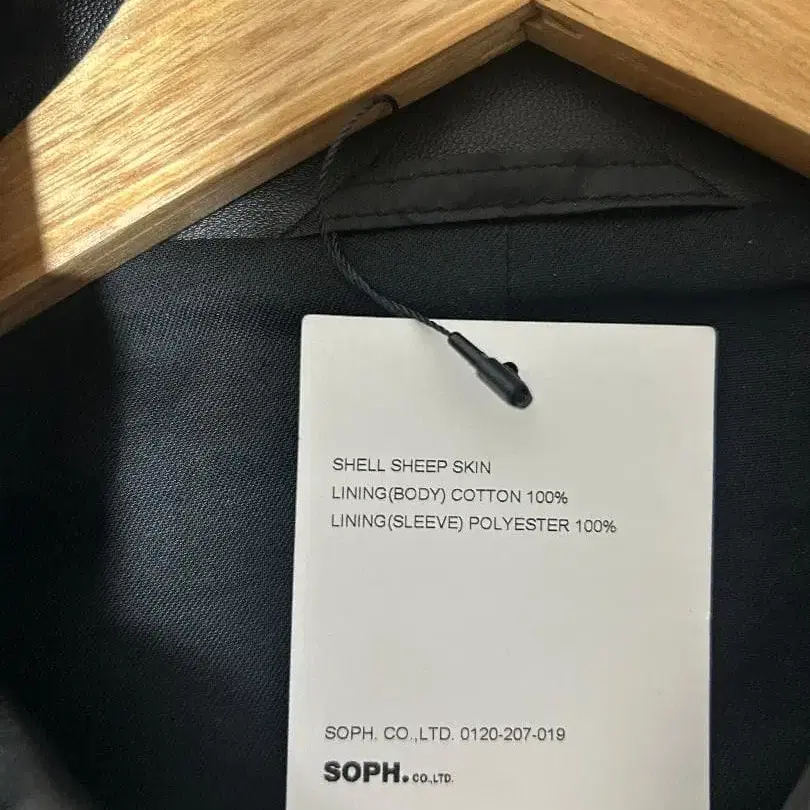 SHELL SHEEP SKIN
LINING(BODY) COTTON 100%
LINING(SLEEVE) POLYESTER 100%
SOPH. CO.,LTD. 0120-207-019
SOPH. CO.,LTD.